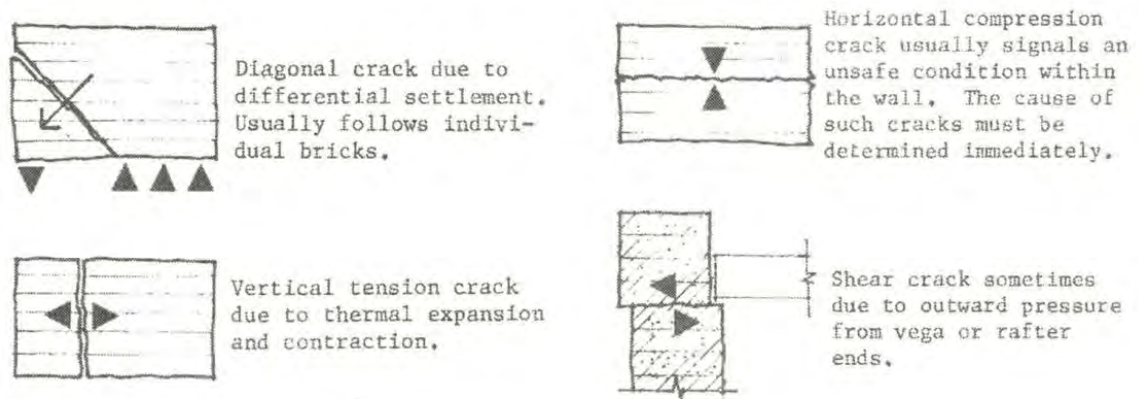 Diagonal crack due to
differential settlement.
Usually follows indivi-
dual bricks.
Vertical tension crack
due to thermal expansion
and contraction.
Horizontal compression
crack usually signals an
unsafe condition within
the wall. The cause of
such cracks must be
determined immediately.
Shear crack sometimes
due to outward pressure
from vega or rafter
ends.